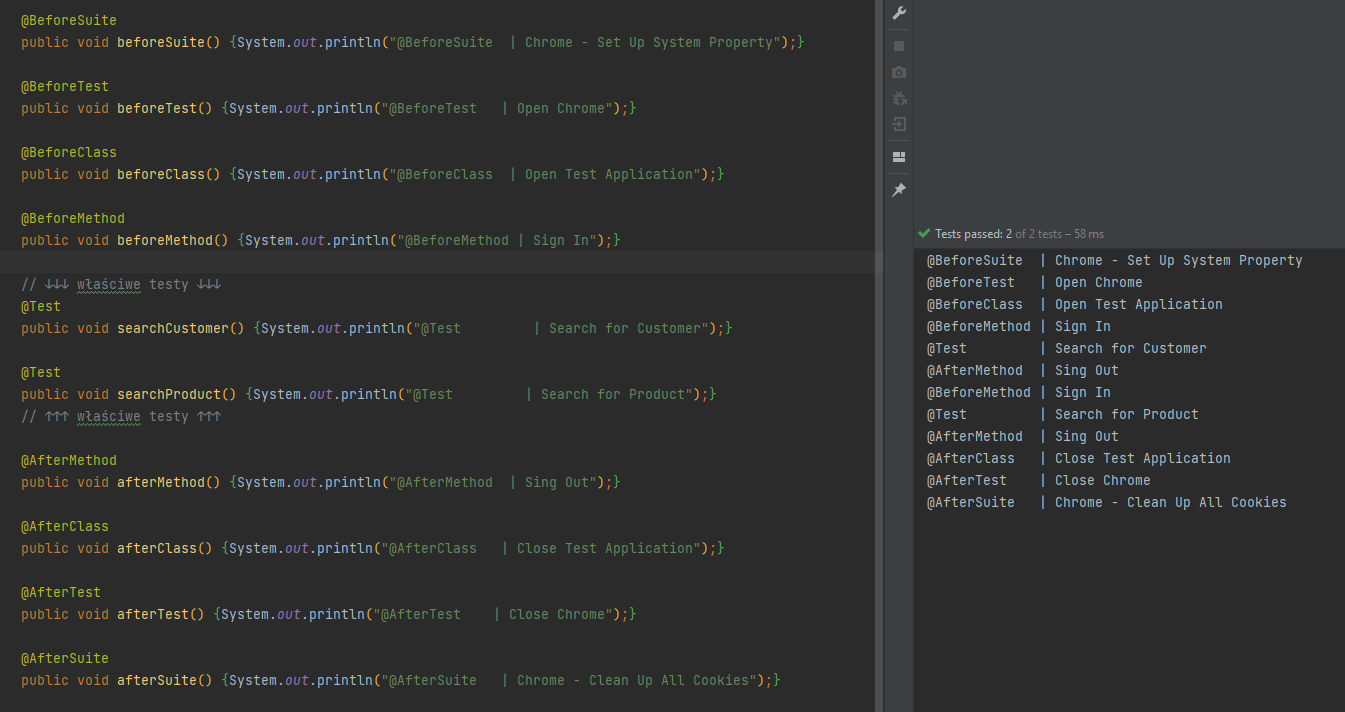 @BeforeSuite
public void beforeSuite() {System.out.println("@BeforeSuite  | Chrome - Set Up System Property");}
@BeforeTest
public void beforeTest() {System.out.println("@BeforeTest   | Open Chrome");}
@BeforeClass
public void beforeClass() {System.out.println("@BeforeClass  | Open Test Application");}
@BeforeMethod
public void beforeMethod() {System.out.println("@BeforeMethod | Sign In");}
// ↓↓↓ właściwe testy ↓↓↓
@Test
public void searchCustomer() {System.out.println("@Test         | Search for Customer");}
@Test
public void searchProduct() {System.out.println("@Test         | Search for Product");}
// ↑↑↑ właściwe testy ↑↑↑
@AfterMethod
public void afterMethod() {System.out.println("@AfterMethod  | Sing Out");}
@AfterClass
public void afterClass() {System.out.println("@AfterClass   | Close Test Application");}
@AfterTest
public void afterTest() {System.out.println("@AfterTest    | Close Chrome");}
@AfterSuite
public void afterSuite() {System.out.println("@AfterSuite   | Chrome - Clean Up All Cookies");}
Tests passed: 2 of 2 tests – 58 ms
@BeforeSuite  | Chrome - Set Up System Property
@BeforeTest   | Open Chrome
@BeforeClass  | Open Test Application
@BeforeMethod | Sign In
@Test         | Search for Customer
@AfterMethod  | Sing Out
@BeforeMethod | Sign In
@Test         | Search for Product
@AfterMethod  | Sing Out
@AfterClass   | Close Test Application
@AfterTest    | Close Chrome
@AfterSuite   | Chrome - Clean Up All Cookies